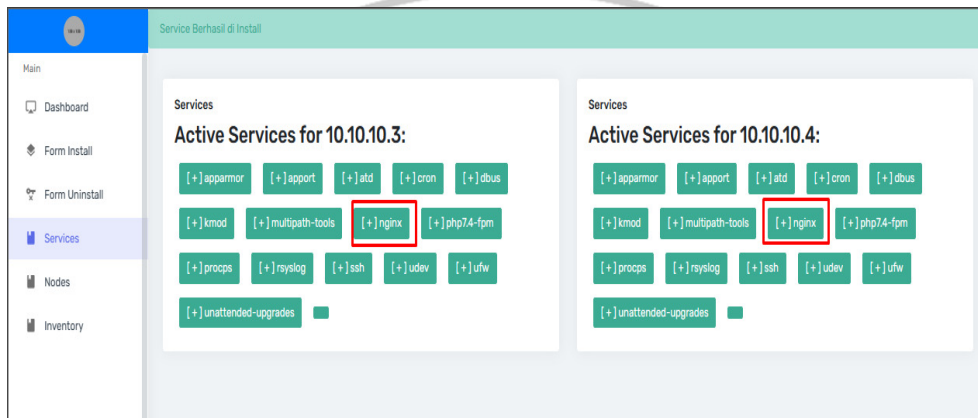 Service Berhasil di Install
Main
Dashboard
Form Install
Form Uninstall
Services
Nodes
Inventory
Services
Active Services for 10.10.10.3:
[+]apparmor [+]apport [+]atd [+]cron [+]dbus
[+]kmod [+]multipath-tools [+]nginx [+]php7.4-fpm
[+]procps [+]rsyslog [+]ssh [+]udev [+]ufw
[+]unattended-upgrades
Services
Active Services for 10.10.10.4:
[+]apparmor [+]apport [+]atd [+]cron [+]dbus
[+]kmod [+]multipath-tools [+]nginx [+]php7.4-fpm
[+]procps [+]rsyslog [+]ssh [+]udev [+]ufw
[+]unattended-upgrades